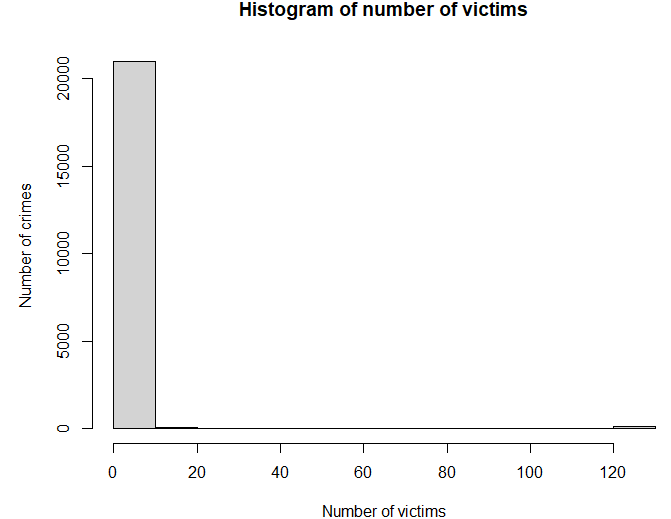 Histogram of number of victims
Number of crimes
20000
15000
10000
5000
0
0 20 40 60 80 100 120
Number of victims